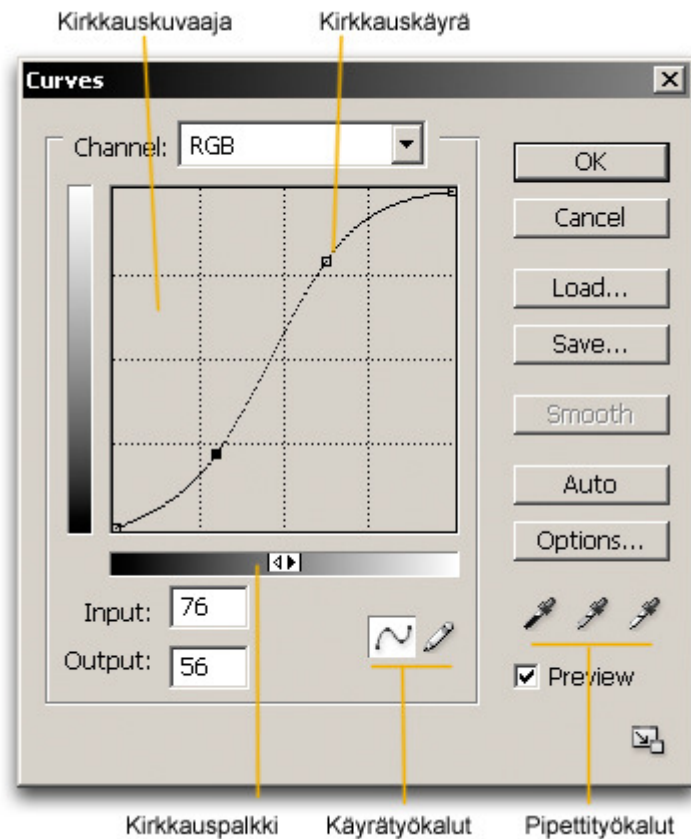 Kirkkauskuvaaja Kirkkauskäyrä
Curves
Channel: RGB
OK
Cancel
Load...
Save...
Smooth
Auto
Options...
Input: 76
Output: 56
Preview
Kirkkauspalkki Käyrätyökalut Pipettityökalut